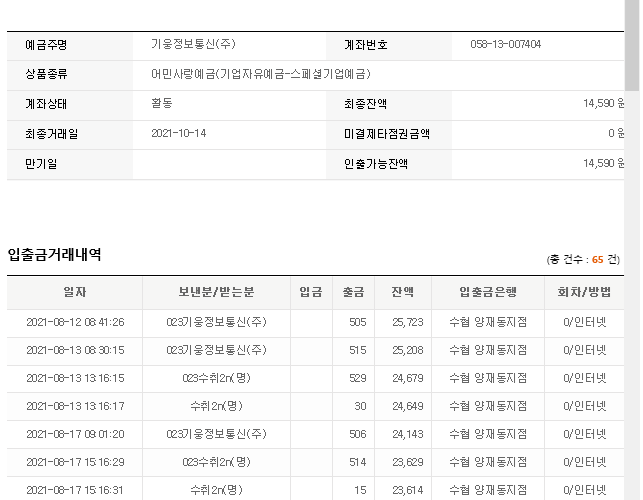 예금주명 기웅정보통신(주) 계좌번호 058-13-007404
상품종류 어민사랑예금(기업자유예금-스페셜기업예금)
계좌상태 활동 최종잔액 14,590 원
최종거래일 2021-10-14 미결제타점권금액 0 원
만기일 인출가능잔액 14,590 원
입출금거래내역 (총 건수 : 65 건)
일자 보낸분/받는분 입금 출금 잔액 입출금은행 회차/방법
2021-08-12 08:41:26 023기웅정보통신(주) 505 25,723 수협 양재동지점 0/인터넷
2021-08-13 08:30:15 023기웅정보통신(주) 515 25,208 수협 양재동지점 0/인터넷
2021-08-13 13:16:15 023수취2n(명) 529 24,679 수협 양재동지점 0/인터넷
2021-08-13 13:16:17 수취2n(명) 30 24,649 수협 양재동지점 0/인터넷
2021-08-17 09:01:20 023기웅정보통신(주) 506 24,143 수협 양재동지점 0/인터넷
2021-08-17 15:16:29 023수취2n(명) 514 23,629 수협 양재동지점 0/인터넷
2021-08-17 15:16:31 수취2n(명) 15 23,614 수협 양재동지점 0/인터넷